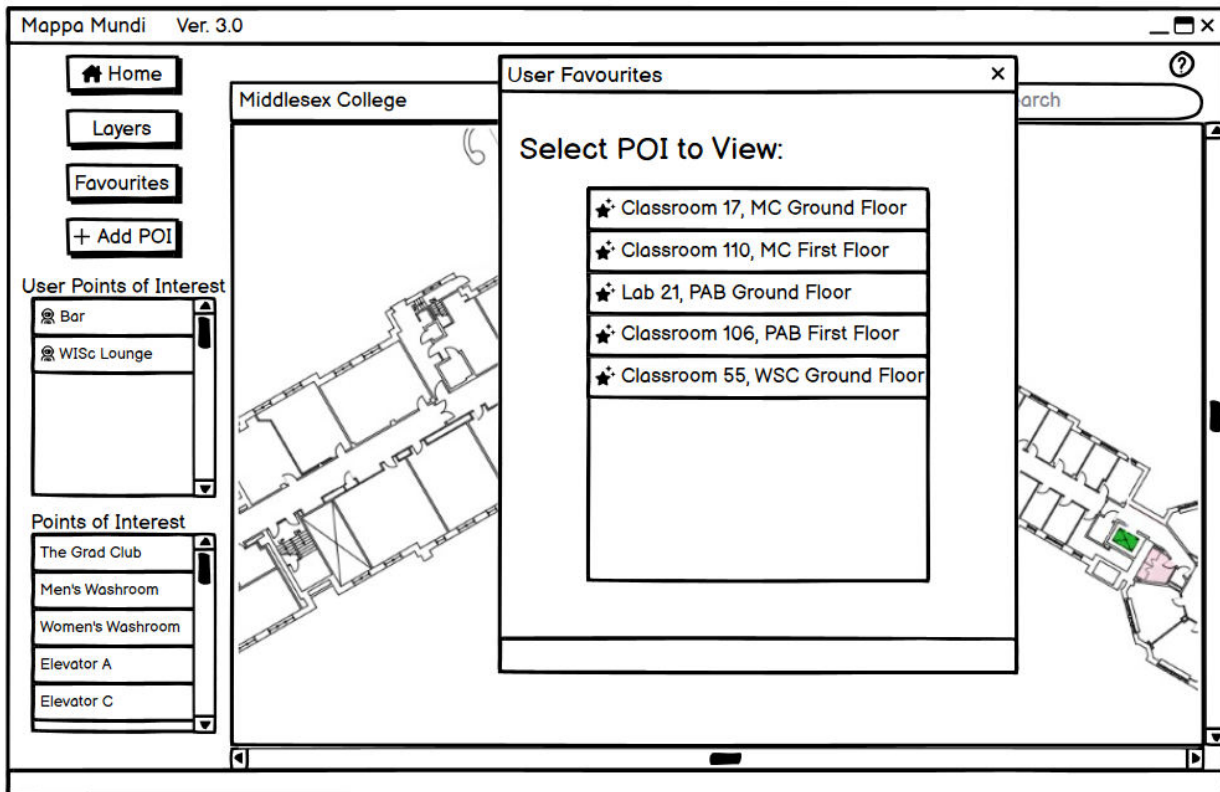 Mappa Mundi Ver. 3.0
Home
Layers
Favourites
+ Add POI
User Points of Interest
Bar
WISc Lounge
Points of Interest
The Grad Club
Men's Washroom
Women's Washroom
Elevator A
Elevator C
Middlesex College
User Favourites
Select POI to View:
Classroom 17, MC Ground Floor
Classroom 110, MC First Floor
Lab 21, PAB Ground Floor
Classroom 106, PAB First Floor
Classroom 55, WSC Ground Floor
arch
?